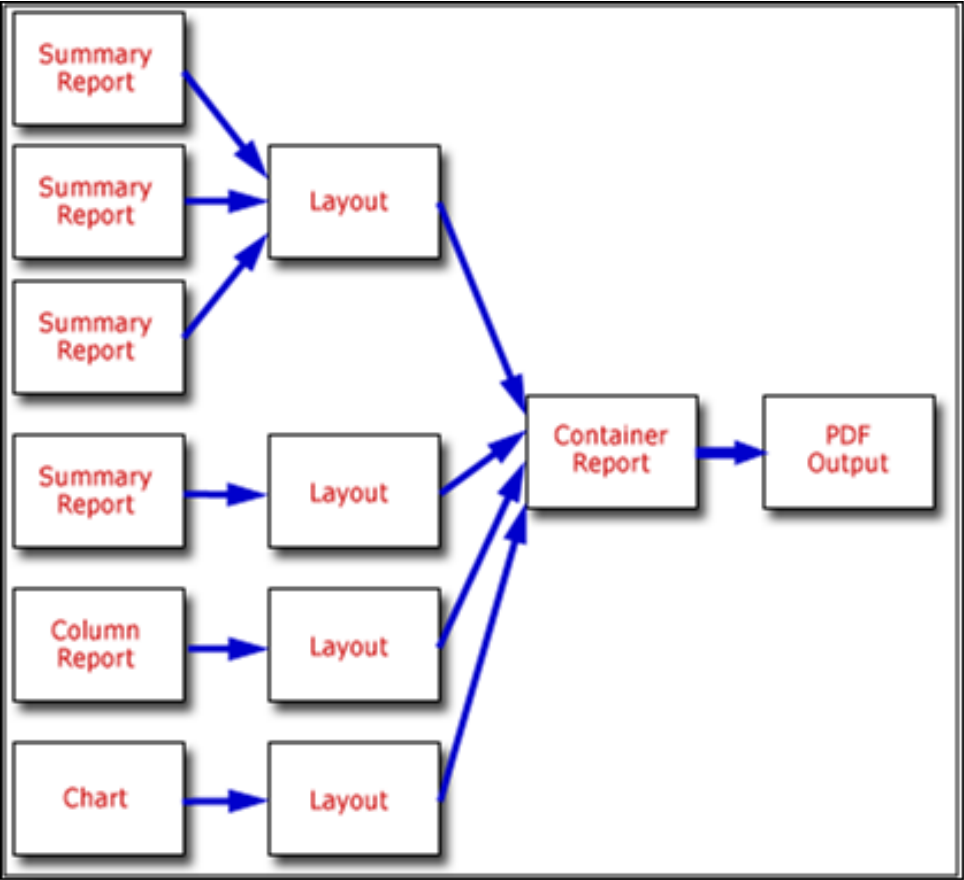 Summary
Report
Summary
Report
Layout
Summary
Report
Container
Report
PDF
Output
Summary
Report
Layout
Column
Report
Layout
Chart
Layout